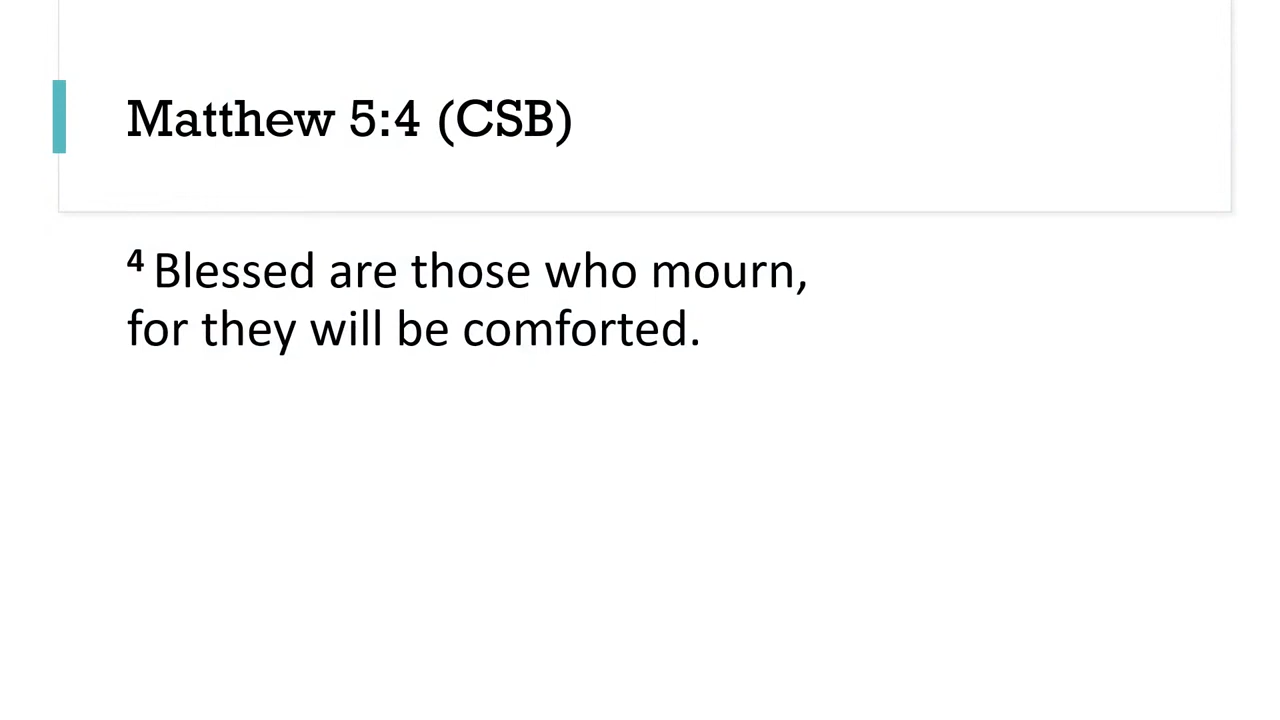 Matthew 5:4 (CSB)
4 Blessed are those who mourn,
for they will be comforted.